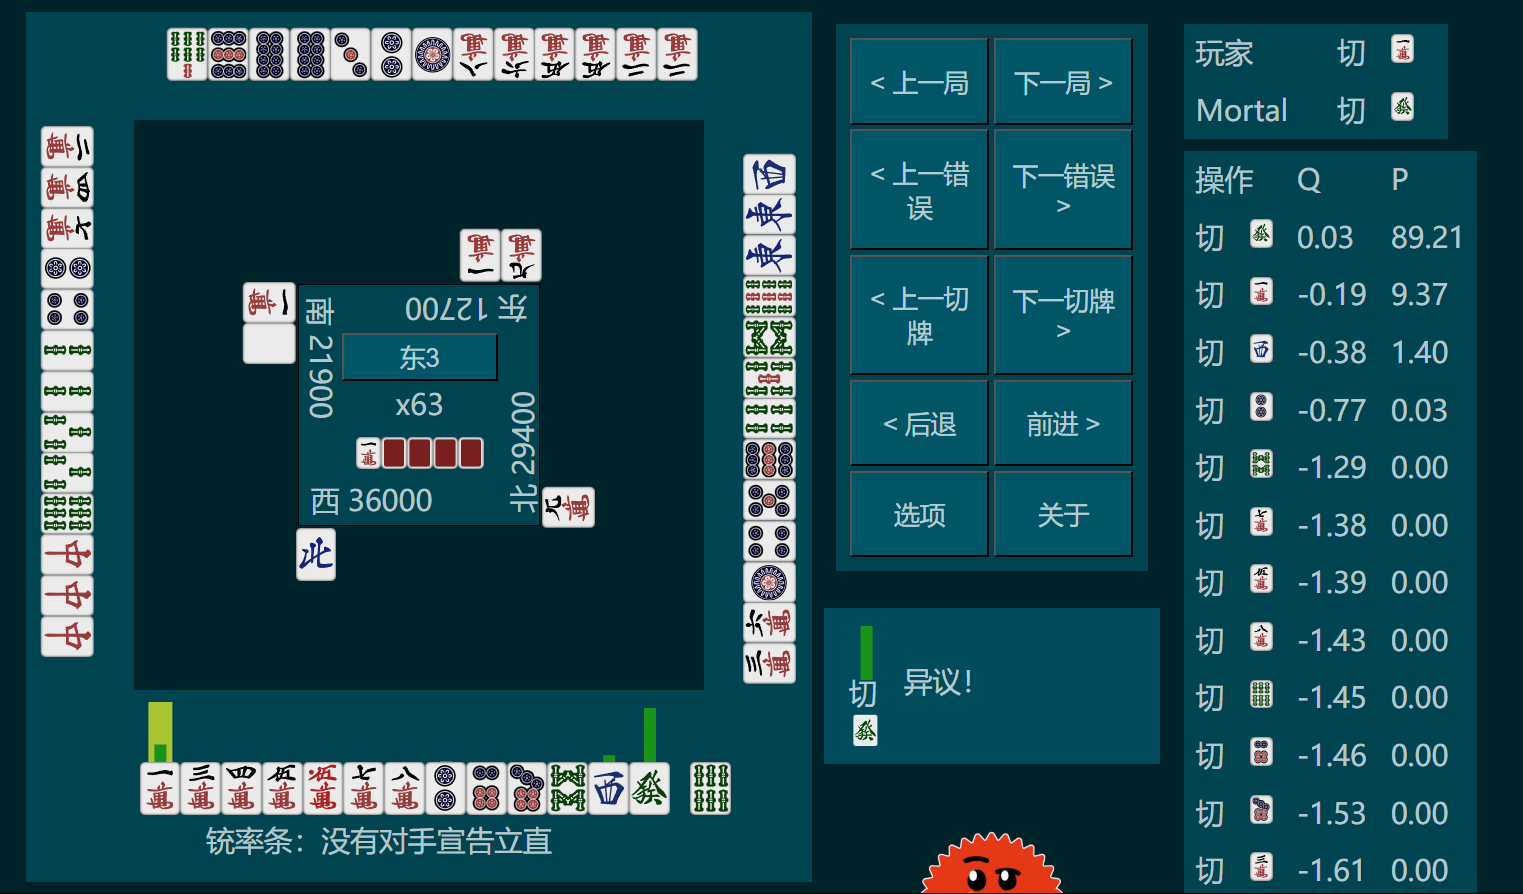 南 21900
东 12700
东3
x63
西 36000
北 29400
铳率条：没有对手宣告立直
< 上一局
下一局 >
< 上一错误
下一错误 >
< 上一切牌
下一切牌 >
< 后退
前进 >
选项
关于
切
异议！
玩家 切
Mortal 切
操作 Q P
切 0.03 89.21
切 -0.19 9.37
切 -0.38 1.40
切 -0.77 0.03
切 -1.29 0.00
切 -1.38 0.00
切 -1.39 0.00
切 -1.43 0.00
切 -1.45 0.00
切 -1.46 0.00
切 -1.53 0.00
切 -1.61 0.00